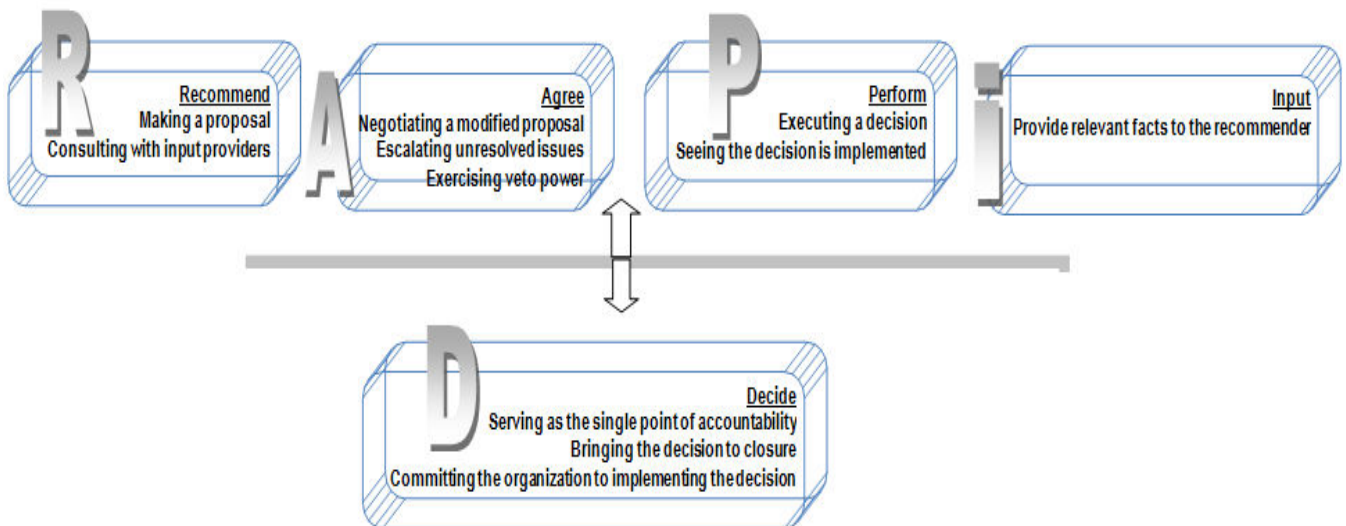 R
Recommend
Making a proposal
Consulting with input providers
A
Agree
Negotiating a modified proposal
Escalating unresolved issues
Exercising veto power
P
Perform
Executing a decision
Seeing the decision is implemented
i
Input
Provide relevant facts to the recommender
D
Decide
Serving as the single point of accountability
Bringing the decision to closure
Committing the organization to implementing the decision